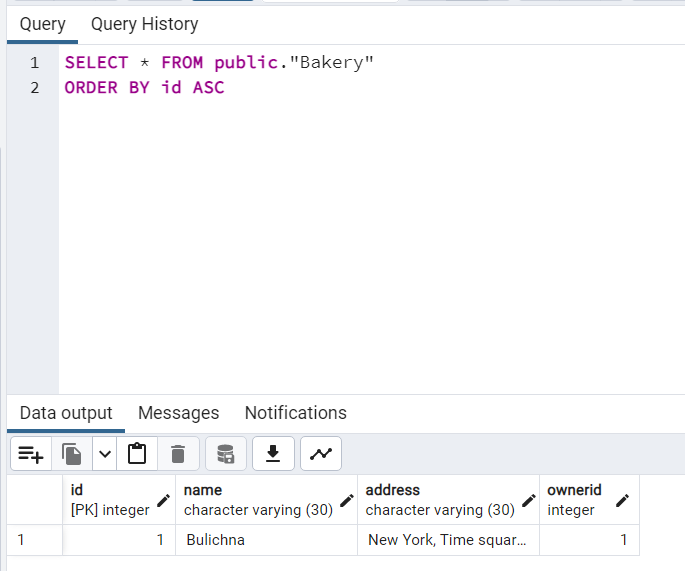 Query Query History
1 SELECT * FROM public."Bakery"
2 ORDER BY id ASC
Data output Messages Notifications
id name address ownerid
[PK] integer character varying (30) character varying (30) integer
1 1 Bulichna New York, Time squar... 1